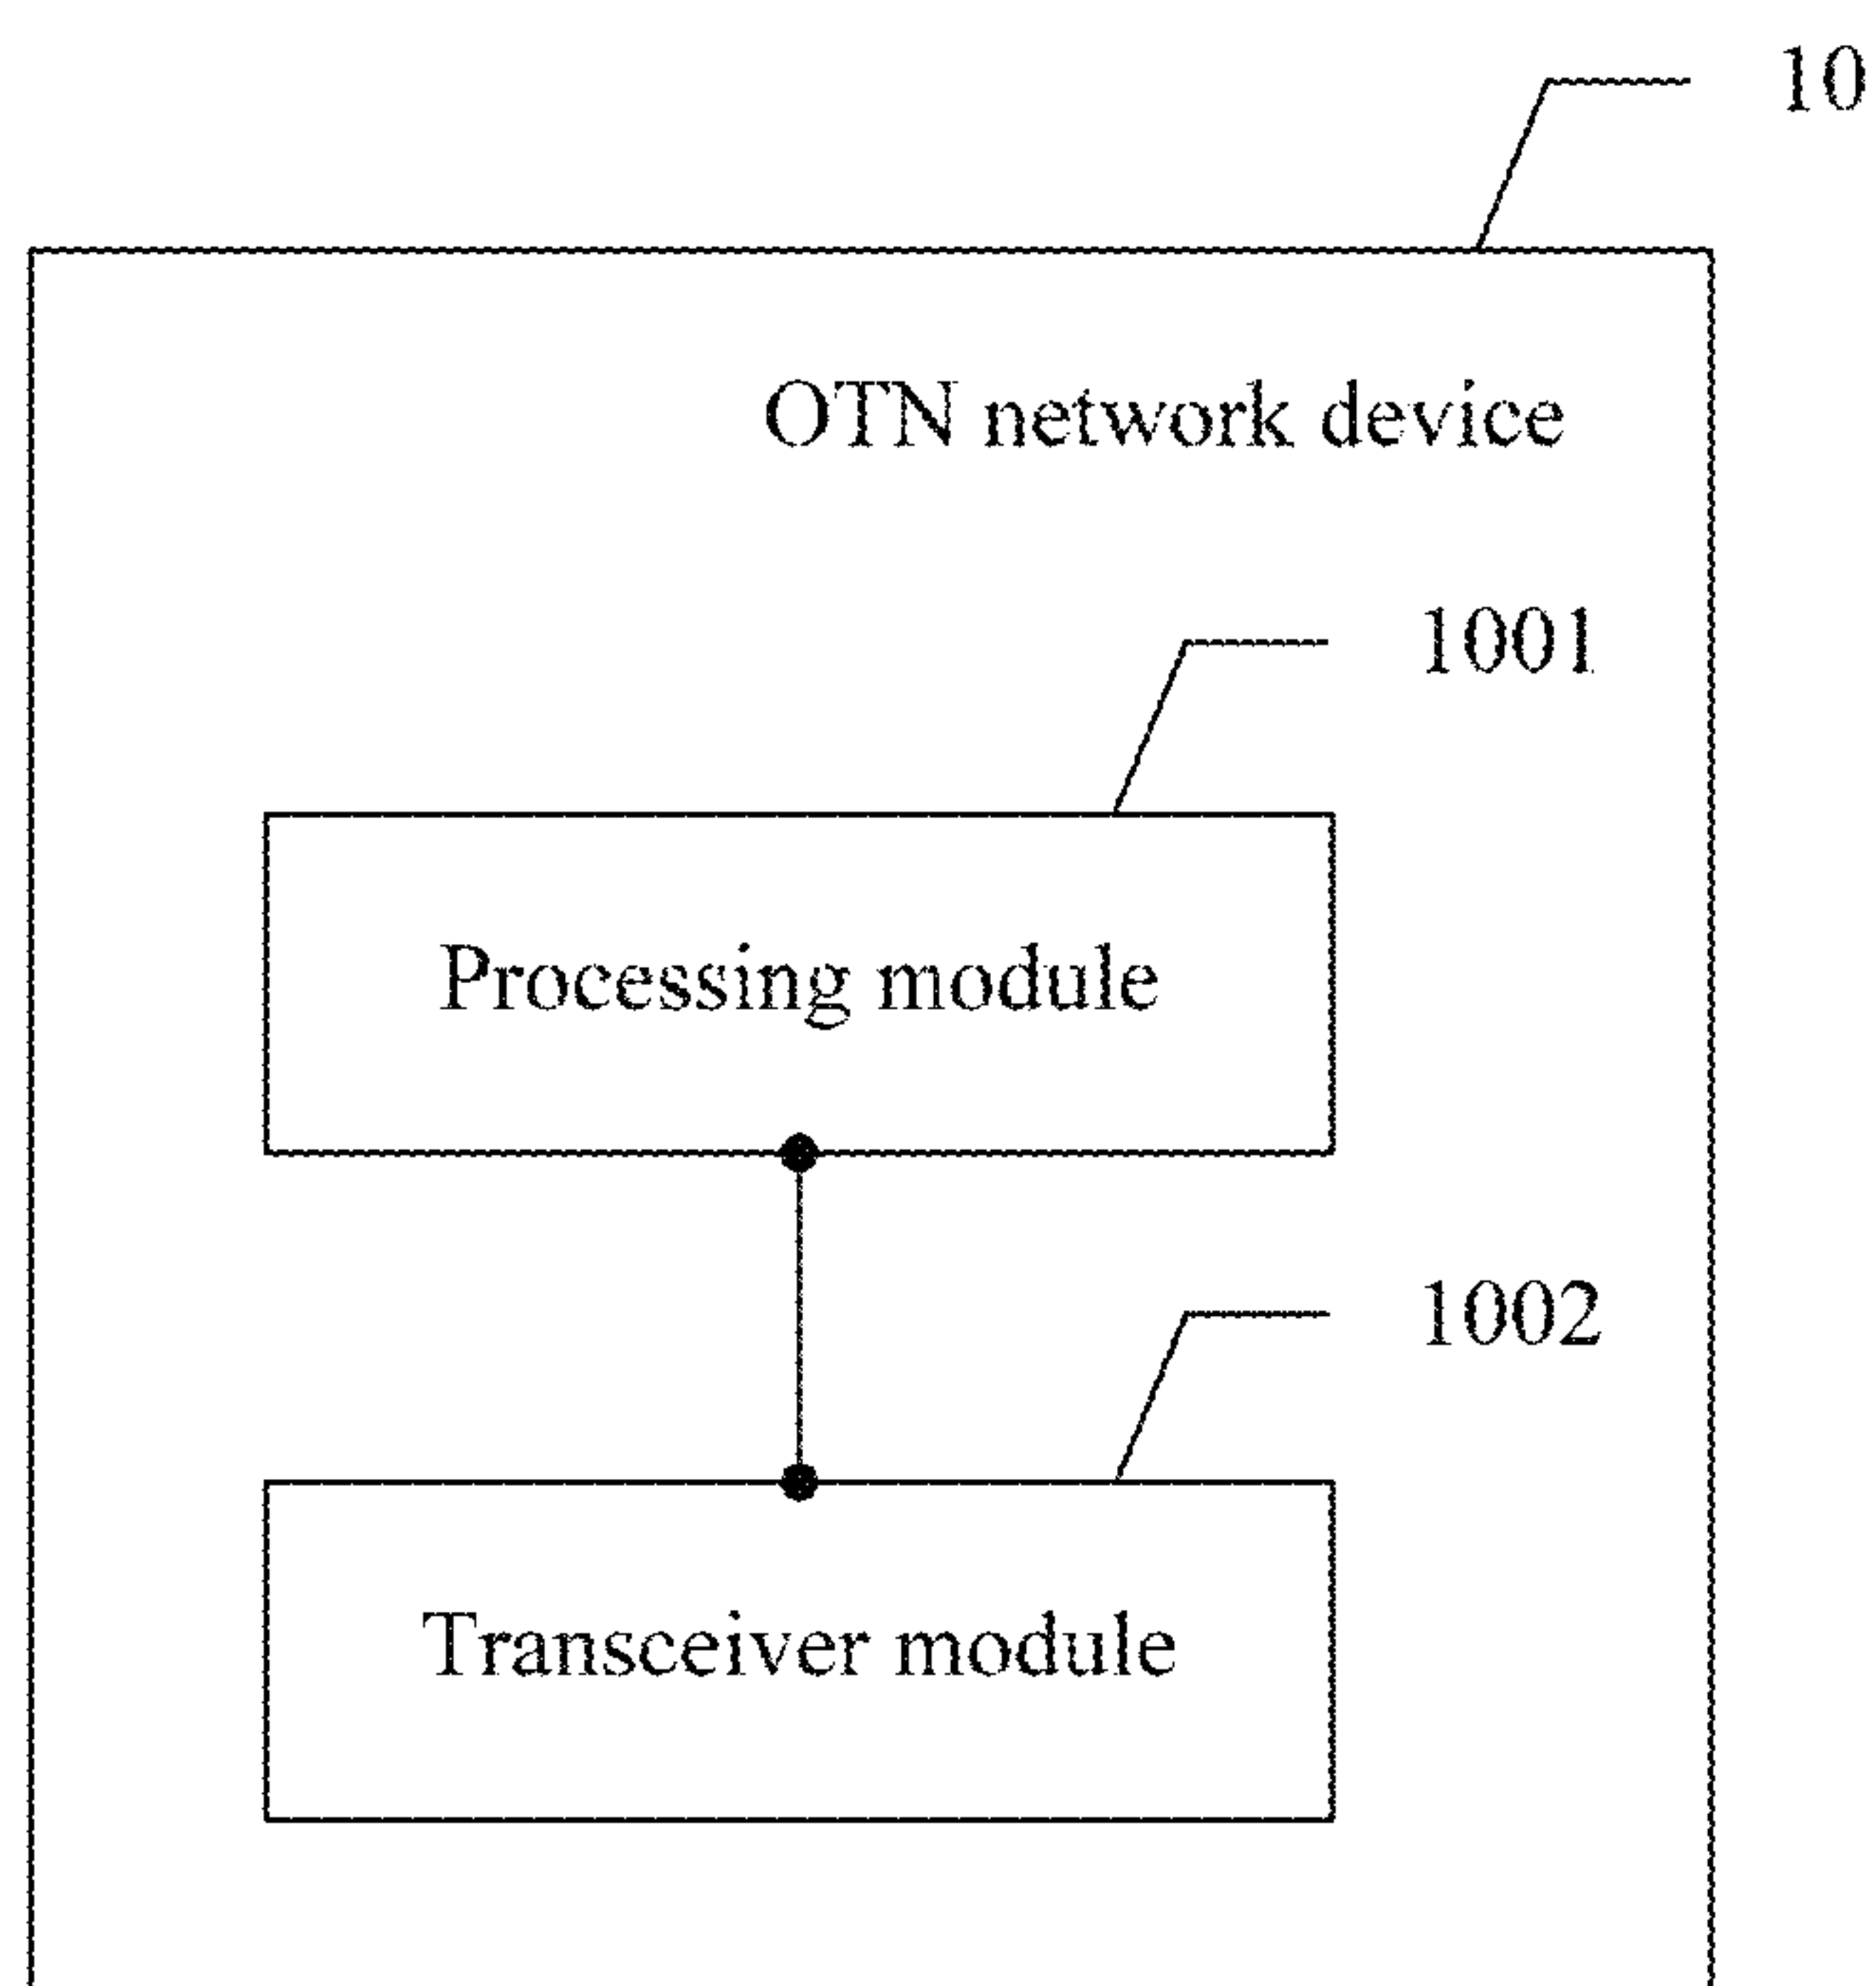 10
OTN network device
1001
Processing module
1002
Transceiver module